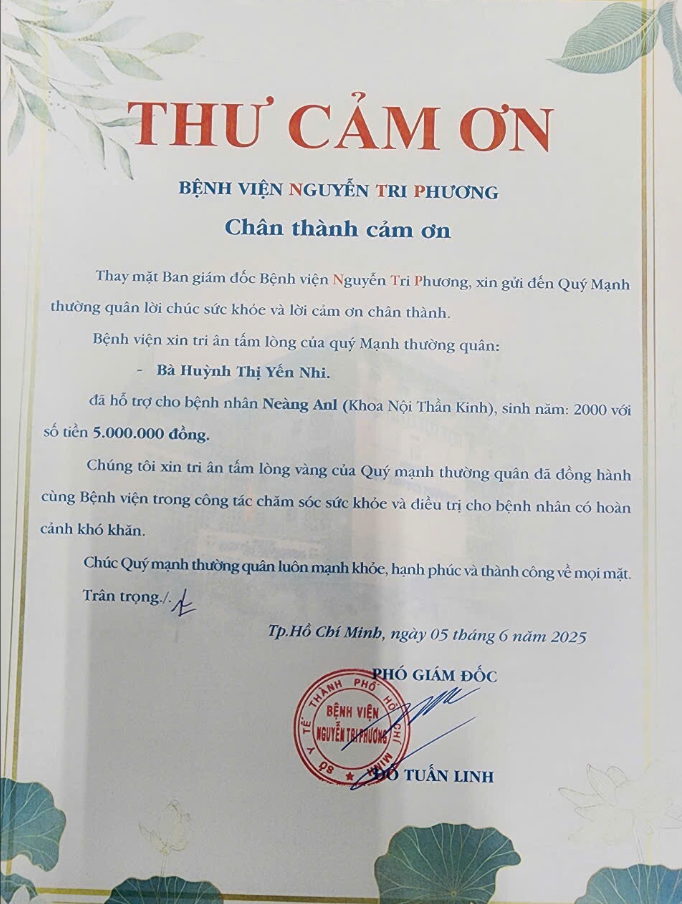 THƯ CẢM ƠN
BỆNH VIỆN NGUYỄN TRI PHƯƠNG
Chân thành cảm ơn
Thay mặt Ban giám đốc Bệnh viện Nguyễn Tri Phương, xin gửi đến Quý Mạnh
thường quân lời chúc sức khỏe và lời cảm ơn chân thành.
Bệnh viện xin tri ân tấm lòng của quý Mạnh thường quân:
- Bà Huỳnh Thị Yến Nhi.
đã hỗ trợ cho bệnh nhân Neàng Anl (Khoa Nội Thần Kinh), sinh năm: 2000 với
số tiền 5.000.000 đồng.
Chúng tôi xin tri ân tấm lòng vàng của Quý mạnh thường quân đã đồng hành
cùng Bệnh viện trong công tác chăm sóc sức khỏe và điều trị cho bệnh nhân có hoàn
cảnh khó khăn.
Chúc Quý mạnh thường quân luôn mạnh khỏe, hạnh phúc và thành công về mọi mặt.
Trân trọng./.
Tp.Hồ Chí Minh, ngày 05 tháng 6 năm 2025
PHÓ GIÁM ĐỐC
SỞ Y TẾ THÀNH PHỐ HỒ CHÍ MINH
BỆNH VIỆN
NGUYỄN TRI PHƯƠNG
ĐỖ TUẤN LINH